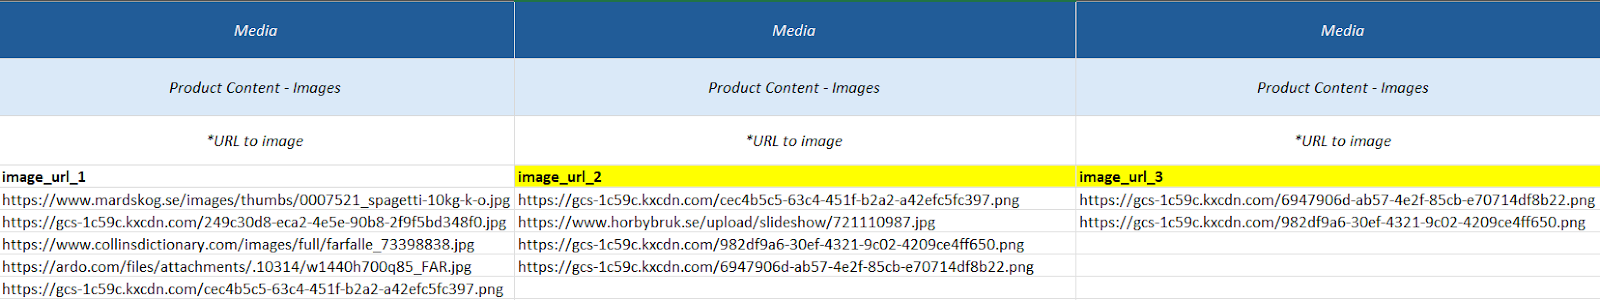 Media Media Media
Product Content - Images Product Content - Images Product Content - Images
*URL to image *URL to image *URL to image
image_url_1 image_url_2 image_url_3
https://www.mardskog.se/images/thumbs/0007521_spagetti-10kg-k-o.jpg https://gcs-1c59c.kxcdn.com/cec4b5c5-63c4-451f-b2a2-a42efc5fc397.png https://gcs-1c59c.kxcdn.com/6947906d-ab57-4e2f-85cb-e70714df8b22.png
https://gcs-1c59c.kxcdn.com/249c30d8-eca2-4e5e-90b8-2f9f5bd348f0.jpg https://www.horbybruk.se/upload/slideshow/721110987.jpg https://gcs-1c59c.kxcdn.com/982df9a6-30ef-4321-9c02-4209ce4ff650.png
https://www.collinsdictionary.com/images/full/farfalle_73398838.jpg https://gcs-1c59c.kxcdn.com/982df9a6-30ef-4321-9c02-4209ce4ff650.png
https://ardo.com/files/attachments/.10314/w1440h700q85_FAR.jpg https://gcs-1c59c.kxcdn.com/6947906d-ab57-4e2f-85cb-e70714df8b22.png
https://gcs-1c59c.kxcdn.com/cec4b5c5-63c4-451f-b2a2-a42efc5fc397.png